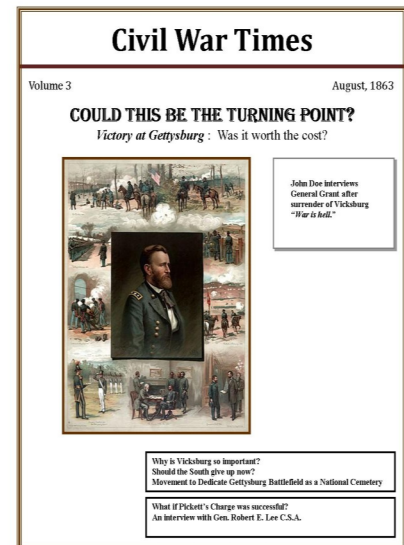 Civil War Times
Volume 3
August, 1863
COULD THIS BE THE TURNING POINT?
Victory at Gettysburg : Was it worth the cost?
John Doe interviews
General Grant after
surrender of Vicksburg
"War is hell."
Why is Vicksburg so important?
Should the South give up now?
Movement to Dedicate Gettysburg Battlefield as a National Cemetery
What if Pickett's Charge was successful?
An interview with Gen. Robert E. Lee C.S.A.